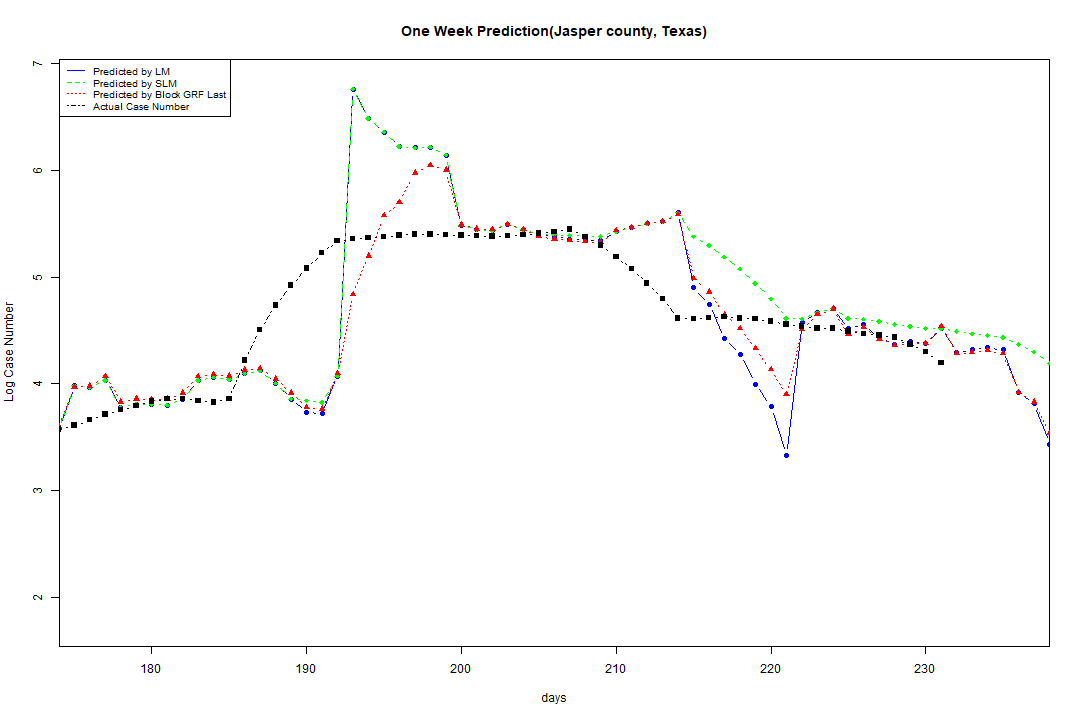 One Week Prediction(Jasper county, Texas)
7
Predicted by LM
Predicted by SLM
Predicted by Block GRF Last
Actual Case Number
6
5
4
3
2
Log Case Number
180 190 200 210 220 230
days